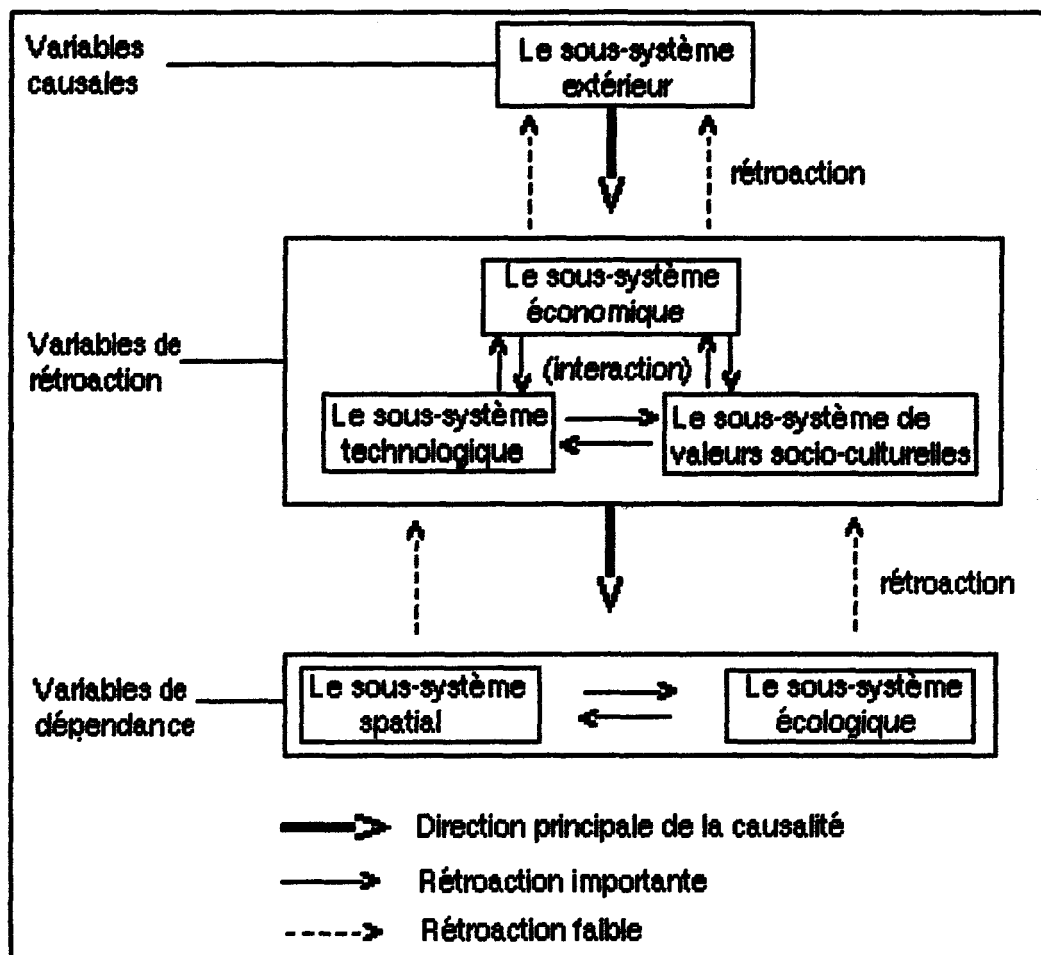 Variables
causales
Le sous-système
extérieur
rétroaction
Le sous-système
économique
Variables de
rétroaction
(interaction)
Le sous-système
technologique
Le sous-système de
valeurs socio-culturelles
rétroaction
Variables de
dépendance
Le sous-système
spatial
Le sous-système
écologique
Direction principale de la causalité
Rétroaction importante
Rétroaction faible